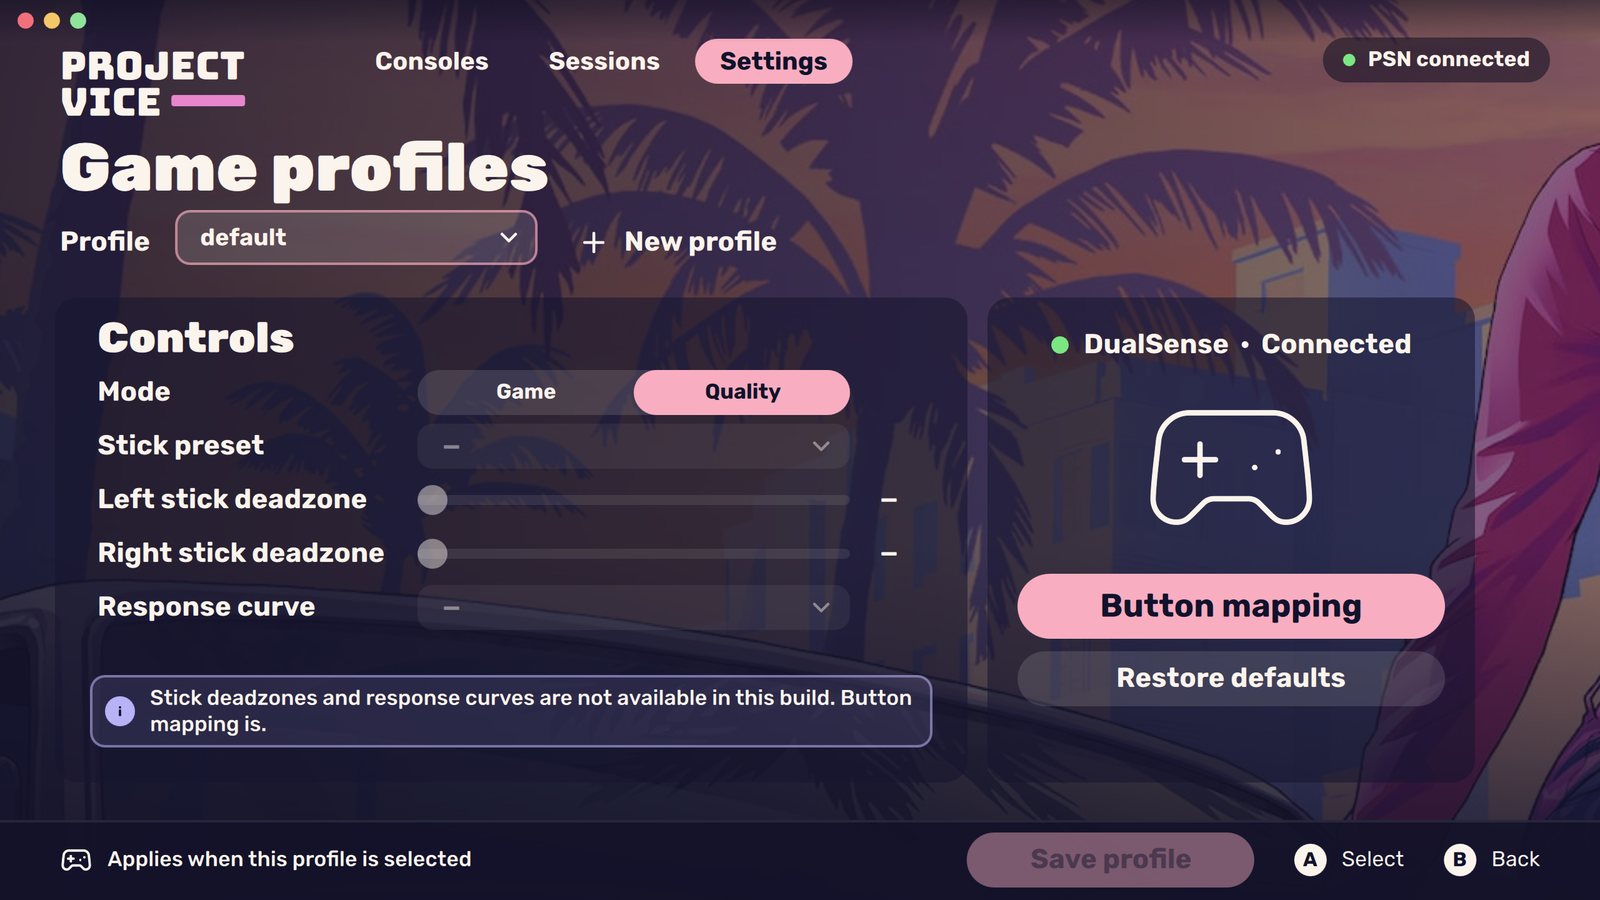 PROJECT
VICE
Consoles
Sessions
Settings
PSN connected
Game profiles
Profile
default
+ New profile
Controls
Mode
Game
Quality
Stick preset
–
Left stick deadzone
–
Right stick deadzone
–
Response curve
–
i
Stick deadzones and response curves are not available in this build. Button
mapping is.
DualSense • Connected
Button mapping
Restore defaults
Applies when this profile is selected
Save profile
A Select
B Back